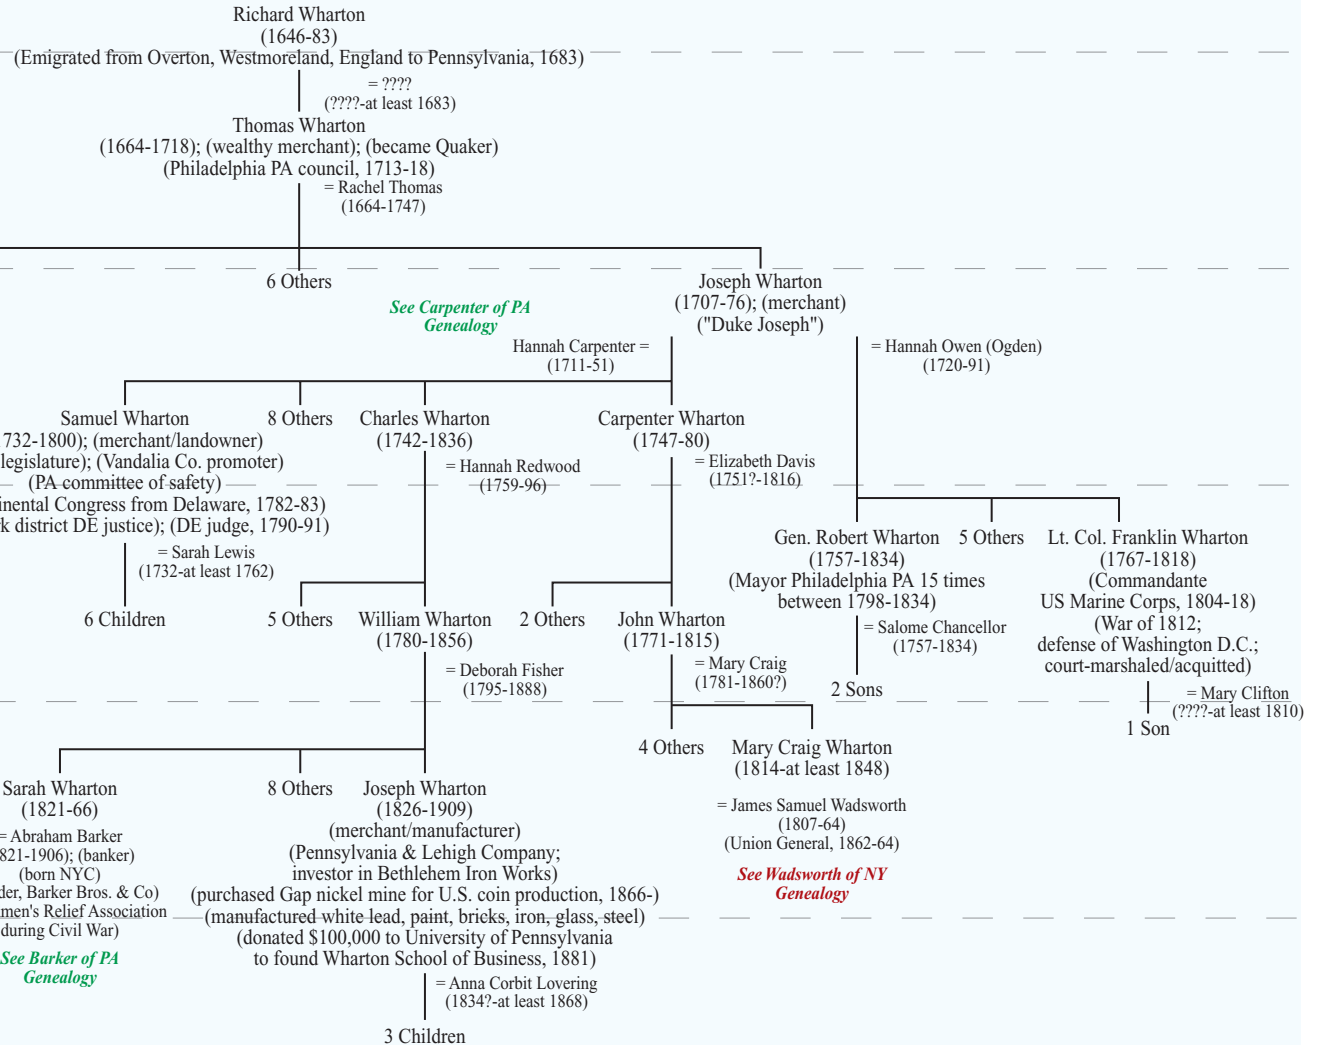 Richard Wharton
(1646-83)
(Emigrated from Overton, Westmoreland, England to Pennsylvania, 1683)
= ????
(????-at least 1683)
Thomas Wharton
(1664-1718); (wealthy merchant); (became Quaker)
(Philadelphia PA council, 1713-18)
= Rachel Thomas
(1664-1747)
6 Others
Joseph Wharton
(1707-76); (merchant)
("Duke Joseph")
See Carpenter of PA
Genealogy
Hannah Carpenter =
(1711-51)
= Hannah Owen (Ogden)
(1720-91)
Samuel Wharton
732-1800); (merchant/landowner)
legislature); (Vandalia Co. promoter)
(PA committee of safety)
inental Congress from Delaware, 1782-83)
k district DE justice); (DE judge, 1790-91)
= Sarah Lewis
(1732-at least 1762)
6 Children
8 Others
Charles Wharton
(1742-1836)
= Hannah Redwood
(1759-96)
Carpenter Wharton
(1747-80)
= Elizabeth Davis
(1751?-1816)
Gen. Robert Wharton
(1757-1834)
(Mayor Philadelphia PA 15 times
between 1798-1834)
= Salome Chancellor
(1757-1834)
2 Sons
5 Others
Lt. Col. Franklin Wharton
(1767-1818)
(Commandante
US Marine Corps, 1804-18)
(War of 1812;
defense of Washington D.C.;
court-marshaled/acquitted)
= Mary Clifton
(????-at least 1810)
1 Son
5 Others
William Wharton
(1780-1856)
= Deborah Fisher
(1795-1888)
2 Others
John Wharton
(1771-1815)
= Mary Craig
(1781-1860?)
4 Others
Mary Craig Wharton
(1814-at least 1848)
= James Samuel Wadsworth
(1807-64)
(Union General, 1862-64)
See Wadsworth of NY
Genealogy
Sarah Wharton
(1821-66)
= Abraham Barker
821-1906); (banker)
(born NYC)
der, Barker Bros. & Co)
men's Relief Association
during Civil War)
See Barker of PA
Genealogy
8 Others
Joseph Wharton
(1826-1909)
(merchant/manufacturer)
(Pennsylvania & Lehigh Company;
investor in Bethlehem Iron Works)
(purchased Gap nickel mine for U.S. coin production, 1866-)
(manufactured white lead, paint, bricks, iron, glass, steel)
(donated $100,000 to University of Pennsylvania
to found Wharton School of Business, 1881)
= Anna Corbit Lovering
(1834?-at least 1868)
3 Children